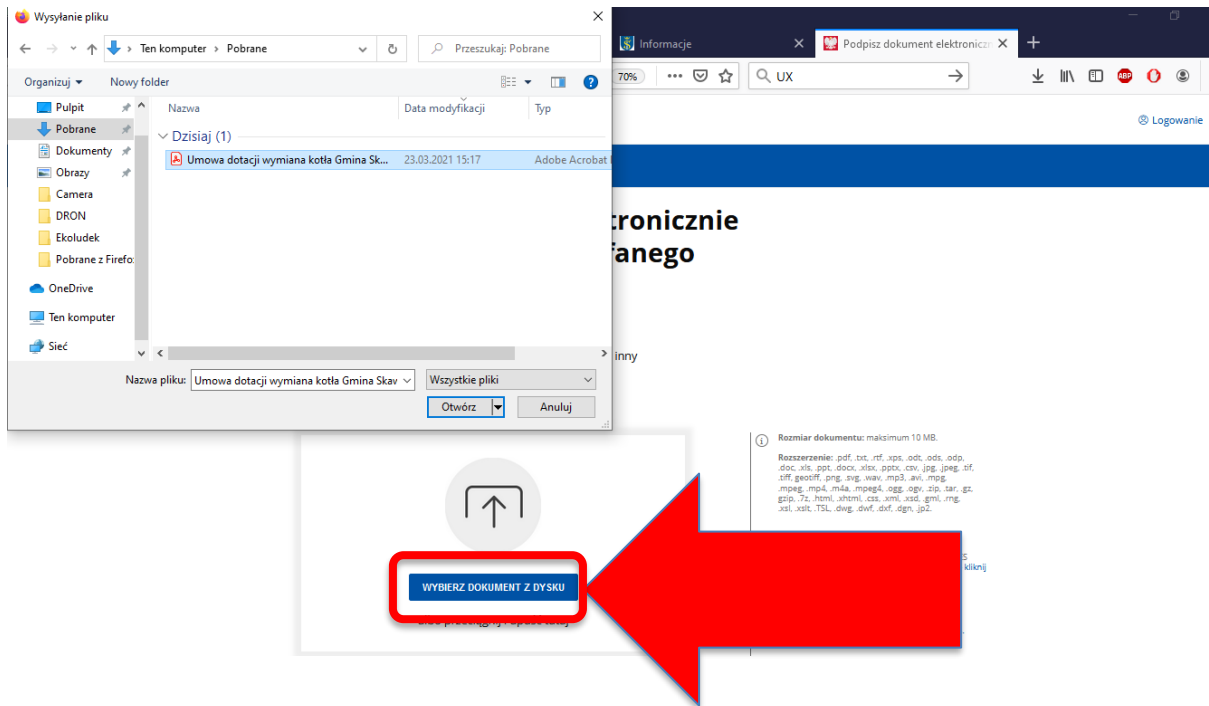 Wysyłanie pliku
Ten komputer › Pobrane
Przeszukaj: Pobrane
Organizuj
Nowy folder
Pulpit
Pobrane
Dokumenty
Obrazy
Camera
DRON
Ekoludek
Pobrane z Firefo
OneDrive
Ten komputer
Sieć
Nazwa
Data modyfikacji
Typ
Dzisiaj (1)
Umowa dotacji wymiana kotła Gmina Sk...
23.03.2021 15:17
Adobe Acrobat
Nazwa pliku:
Umowa dotacji wymiana kotła Gmina Skaw
Wszystkie pliki
Otwórz
Anuluj
Informacje
Podpisz dokument elektroniczn
70%
UX
ABP
Logowanie
tronicznie
fanego
inny
WYBIERZ DOKUMENT Z DYSKU
Rozmiar dokumentu: maksimum 10 MB.
Rozszerzenie: .pdf, .txt, .rtf, .xps, .odt, .ods, .odp,
.doc, .xls, .ppt, .docx, .xlsx, .pptx, .csv, .jpg, .jpeg, .tif,
.tiff, geotiff, .png, .svg, .wav, .mp3, .avi, .mpg,
.mpeg, .mp4, .m4a, .mpeg4, .ogg, .ogv, .zip, .tar, .gz,
gzip, .7z, .html, .xhtml, .css, .xml, .xsd, .gml, .rng,
.xsl, .xslt, .TSL, .dwg, .dwf, .dxf, .dgn, .jp2.
kliknij